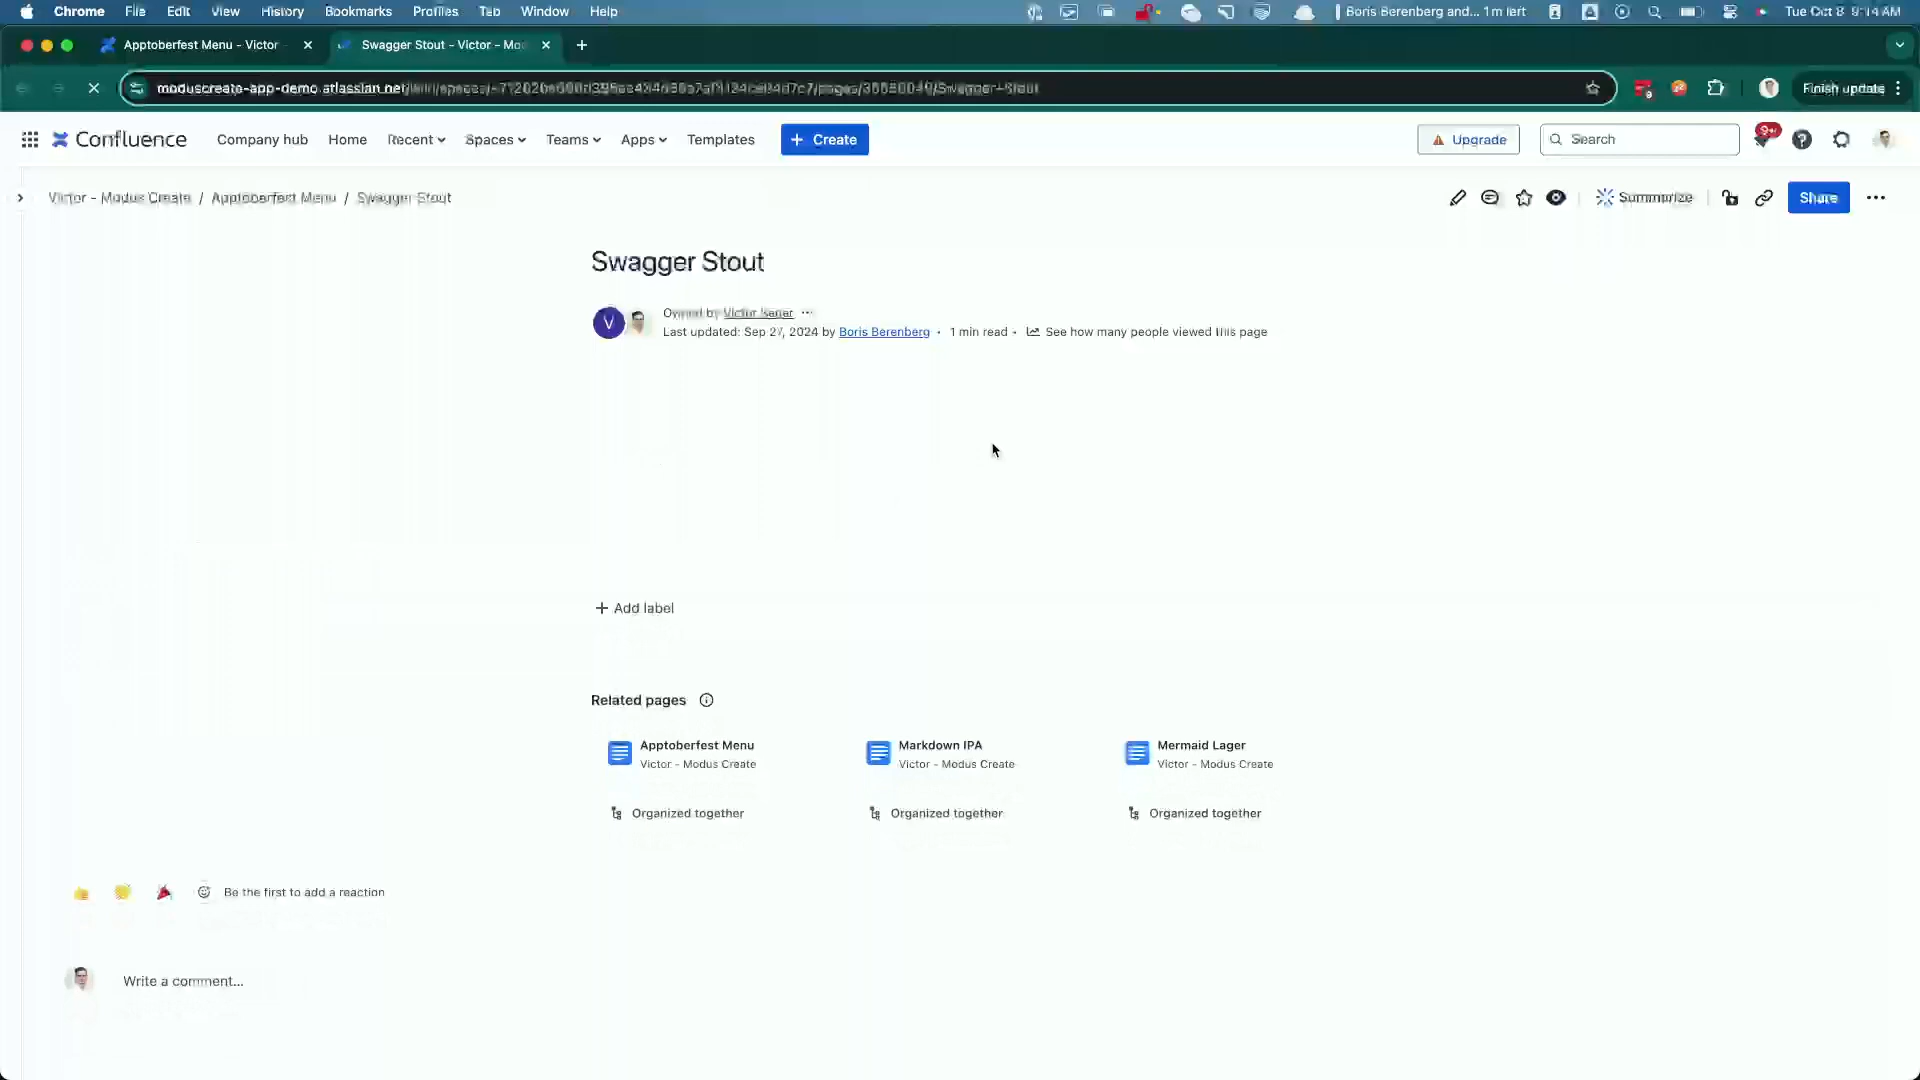 Chrome File Edit View History Bookmarks Profiles Tab Window Help
Boris Berenberg and... 1m left
Tue Oct 8 9:14 AM
Apptoberfest Menu - Victor
Swagger Stout - Victor - Mo
moduscreate-app-demo.atlassian.net
Finish update
Confluence Company hub Home Recent Spaces Teams Apps Templates + Create
Upgrade
Search
9+
Victor - Modus Create / Apptoberfest Menu / Swagger Stout
Summarize
Share
Swagger Stout
V
Owned by Victor
Last updated: Sep 27, 2024 by Boris Berenberg • 1 min read • See how many people viewed this page
+ Add label
Related pages
Apptoberfest Menu
Victor - Modus Create
Organized together
Markdown IPA
Victor - Modus Create
Organized together
Mermaid Lager
Victor - Modus Create
Organized together
Be the first to add a reaction
Write a comment...